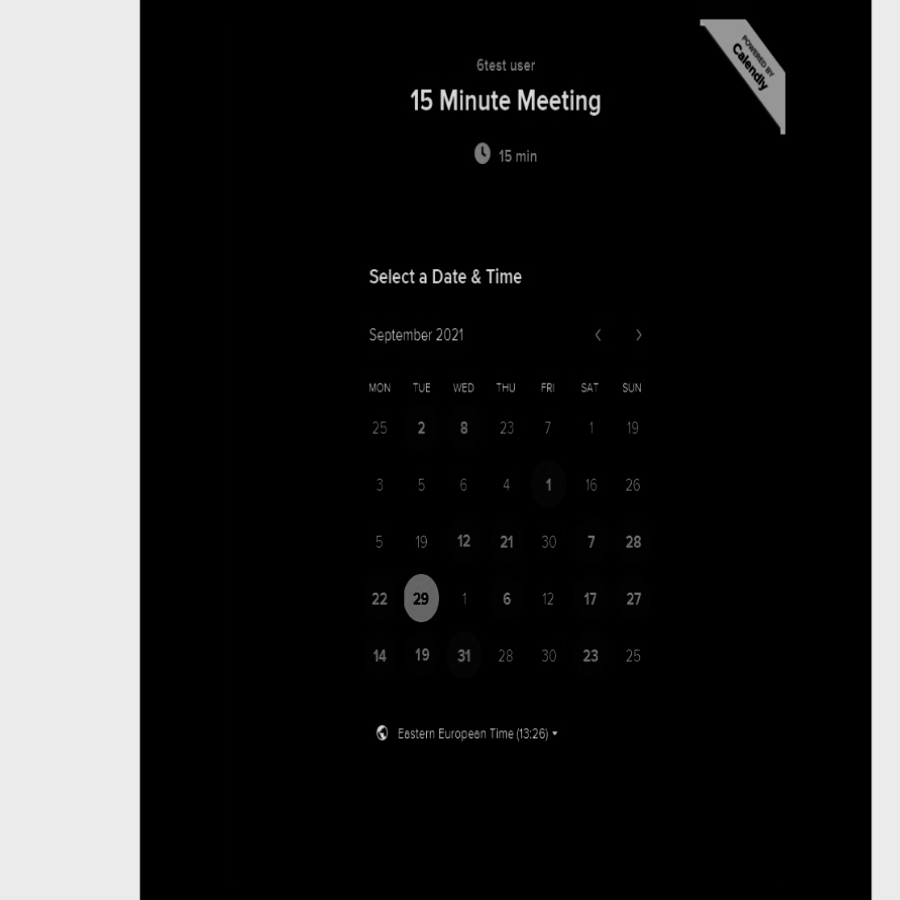 POWERED BY
Calendly
6test user
15 Minute Meeting
15 min
Select a Date & Time
September 2021
MON TUE WED THU FRI SAT SUN
25 2 8 23 7 1 19
3 5 6 4 1 16 26
5 19 12 21 30 7 28
22 29 1 6 12 17 27
14 19 31 28 30 23 25
Eastern European Time (13:26)